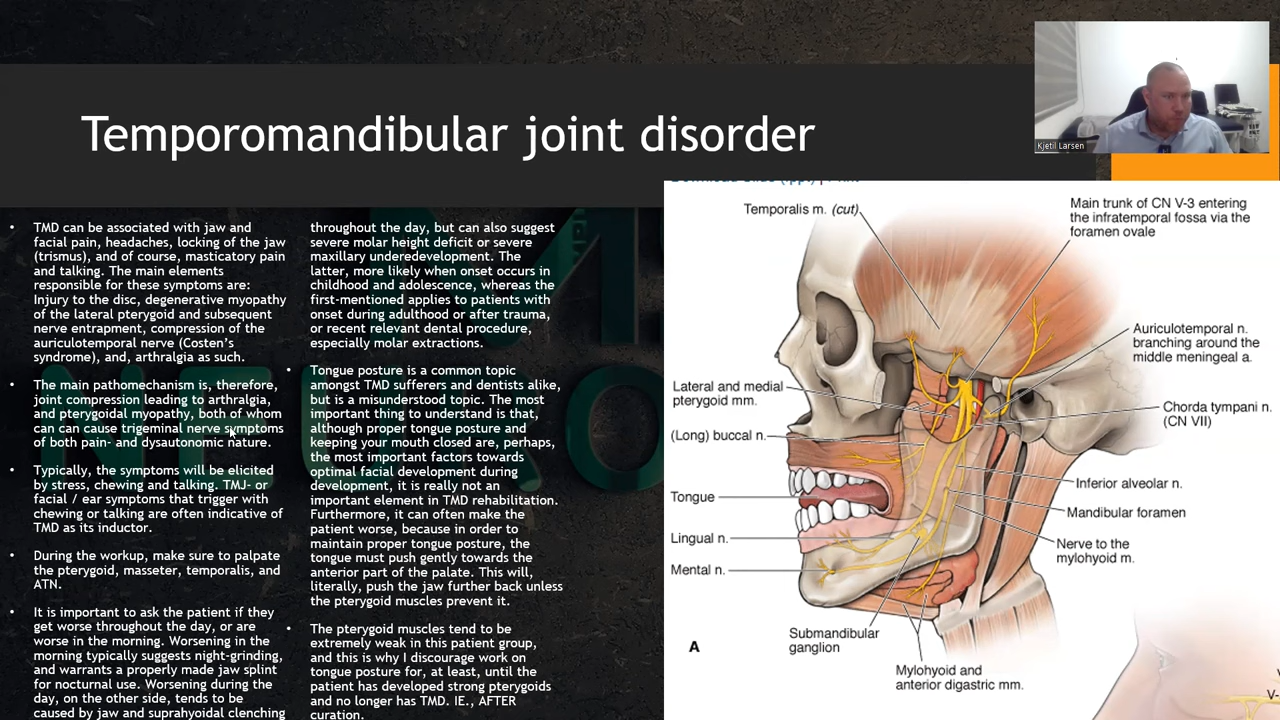 Temporomandibular joint disorder
Kjetil Larsen
• TMD can be associated with jaw and
facial pain, headaches, locking of the jaw
(trismus), and of course, masticatory pain
and talking. The main elements
responsible for these symptoms are:
Injury to the disc, degenerative myopathy
of the lateral pterygoid and subsequent
nerve entrapment, compression of the
auriculotemporal nerve (Costen's
syndrome), and, arthralgia as such.
• The main pathomechanism is, therefore,
joint compression leading to arthralgia,
and pterygoidal myopathy, both of whom
can can cause trigeminal nerve symptoms
of both pain- and dysautonomic nature.
• Typically, the symptoms will be elicited
by stress, chewing and talking. TMJ- or
facial / ear symptoms that trigger with
chewing or talking are often indicative of
TMD as its inductor.
• During the workup, make sure to palpate
the pterygoid, masseter, temporalis, and
ATN.
• It is important to ask the patient if they
get worse throughout the day, or are
worse in the morning. Worsening in the
morning typically suggests night-grinding,
and warrants a properly made jaw splint
for nocturnal use. Worsening during the
day, on the other side, tends to be
caused by jaw and suprahyoidal clenching
throughout the day, but can also suggest
severe molar height deficit or severe
maxillary underedevelopment. The
latter, more likely when onset occurs in
childhood and adolescence, whereas the
first-mentioned applies to patients with
onset during adulthood or after trauma,
or recent relevant dental procedure,
especially molar extractions.
• Tongue posture is a common topic
amongst TMD sufferers and dentists alike,
but is a misunderstood topic. The most
important thing to understand is that,
although proper tongue posture and
keeping your mouth closed are, perhaps,
the most important factors towards
optimal facial development during
development, it is really not an
important element in TMD rehabilitation.
Furthermore, it can often make the
patient worse, because in order to
maintain proper tongue posture, the
tongue must push gently towards the
anterior part of the palate. This will,
literally, push the jaw further back unless
the pterygoid muscles prevent it.
• The pterygoid muscles tend to be
extremely weak in this patient group,
and this is why I discourage work on
tongue posture for, at least, until the
patient has developed strong pterygoids
and no longer has TMD. IE., AFTER
curation.
Temporalis m. (cut)
Main trunk of CN V-3 entering
the infratemporal fossa via the
foramen ovale
Auriculotemporal n.
branching around the
middle meningeal a.
Lateral and medial
pterygoid mm.
Chorda tympani n.
(CN VII)
(Long) buccal n.
Inferior alveolar n.
Tongue
Mandibular foramen
Lingual n.
Nerve to the
mylohyoid m.
Mental n.
Submandibular
ganglion
A
Mylohyoid and
anterior digastric mm.
V-